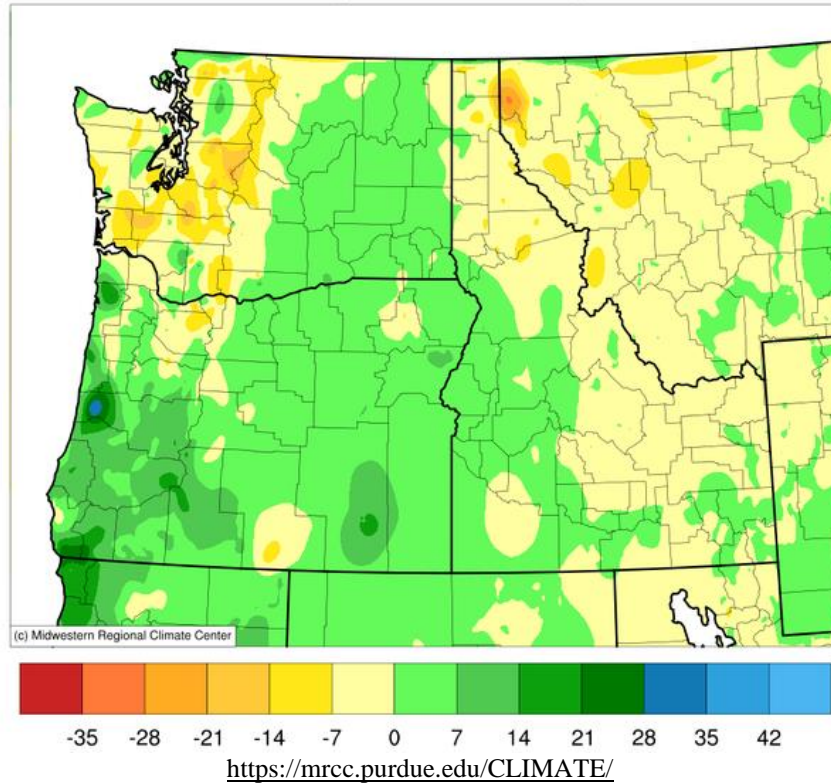 (c) Midwestern Regional Climate Center
-35 -28 -21 -14 -7 0 7 14 21 28 35 42
https://mrcc.purdue.edu/CLIMATE/